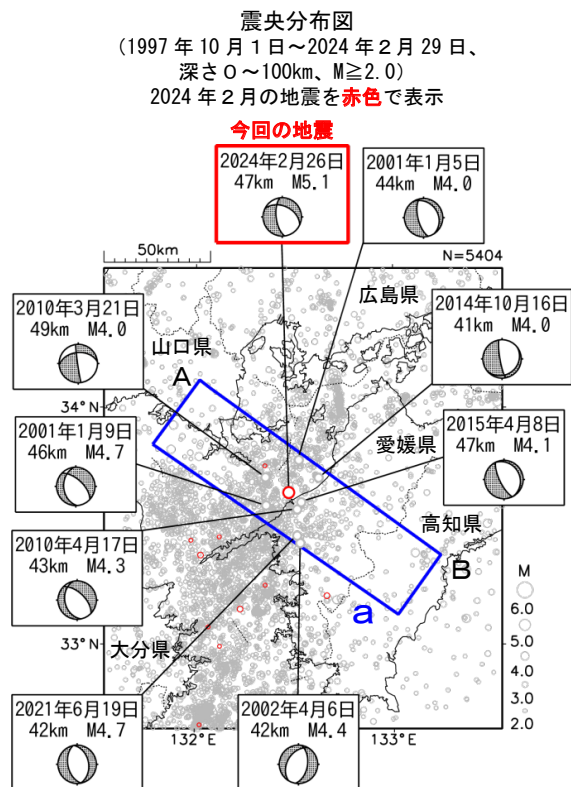 震央分布図
（1997年10月1日～2024年2月29日、
深さ0～100km、M≧2.0）
2024年2月の地震を赤色で表示
今回の地震
2024年2月26日
47km M5.1
2001年1月5日
44km M4.0
50km
N=5404
広島県
2010年3月21日
49km M4.0
2014年10月16日
41km M4.0
山口県
A
34°N
愛媛県
2001年1月9日
46km M4.7
2015年4月8日
47km M4.1
高知県
2010年4月17日
43km M4.3
B
M
a
6.0
33°N
大分県
5.0
4.0
3.0
2.0
2021年6月19日
42km M4.7
132°E
2002年4月6日
42km M4.4
133°E